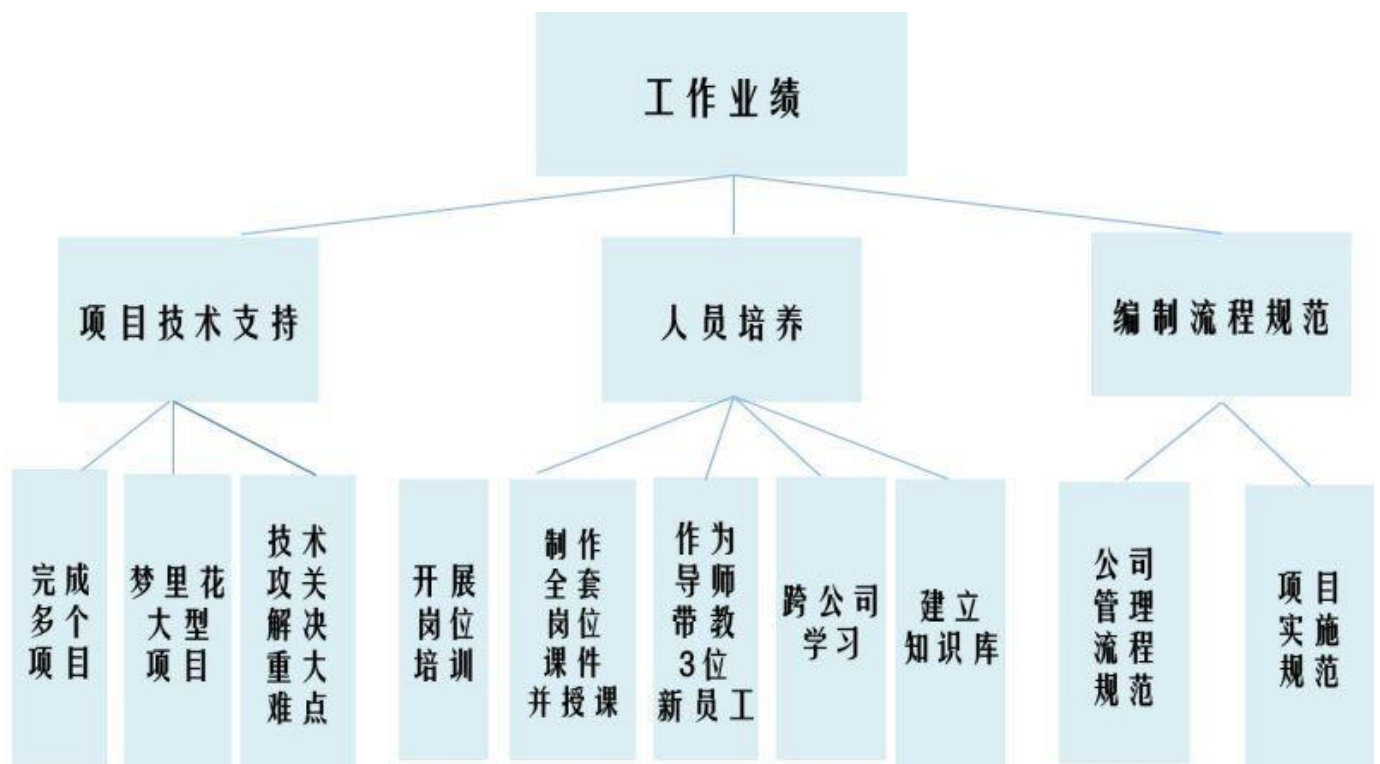 工作业绩
项目技术支持
人员培养
编制流程规范
完成
多个
项目
梦里花
大型
项目
技术
攻关
解决
重大
难点
开展
岗位
培训
制作
全套
岗位
课件
并授课
作为
导师
带教
3位
新员工
跨公司
学习
建立
知识库
公司
管理
流程
规范
项目
实施
规范